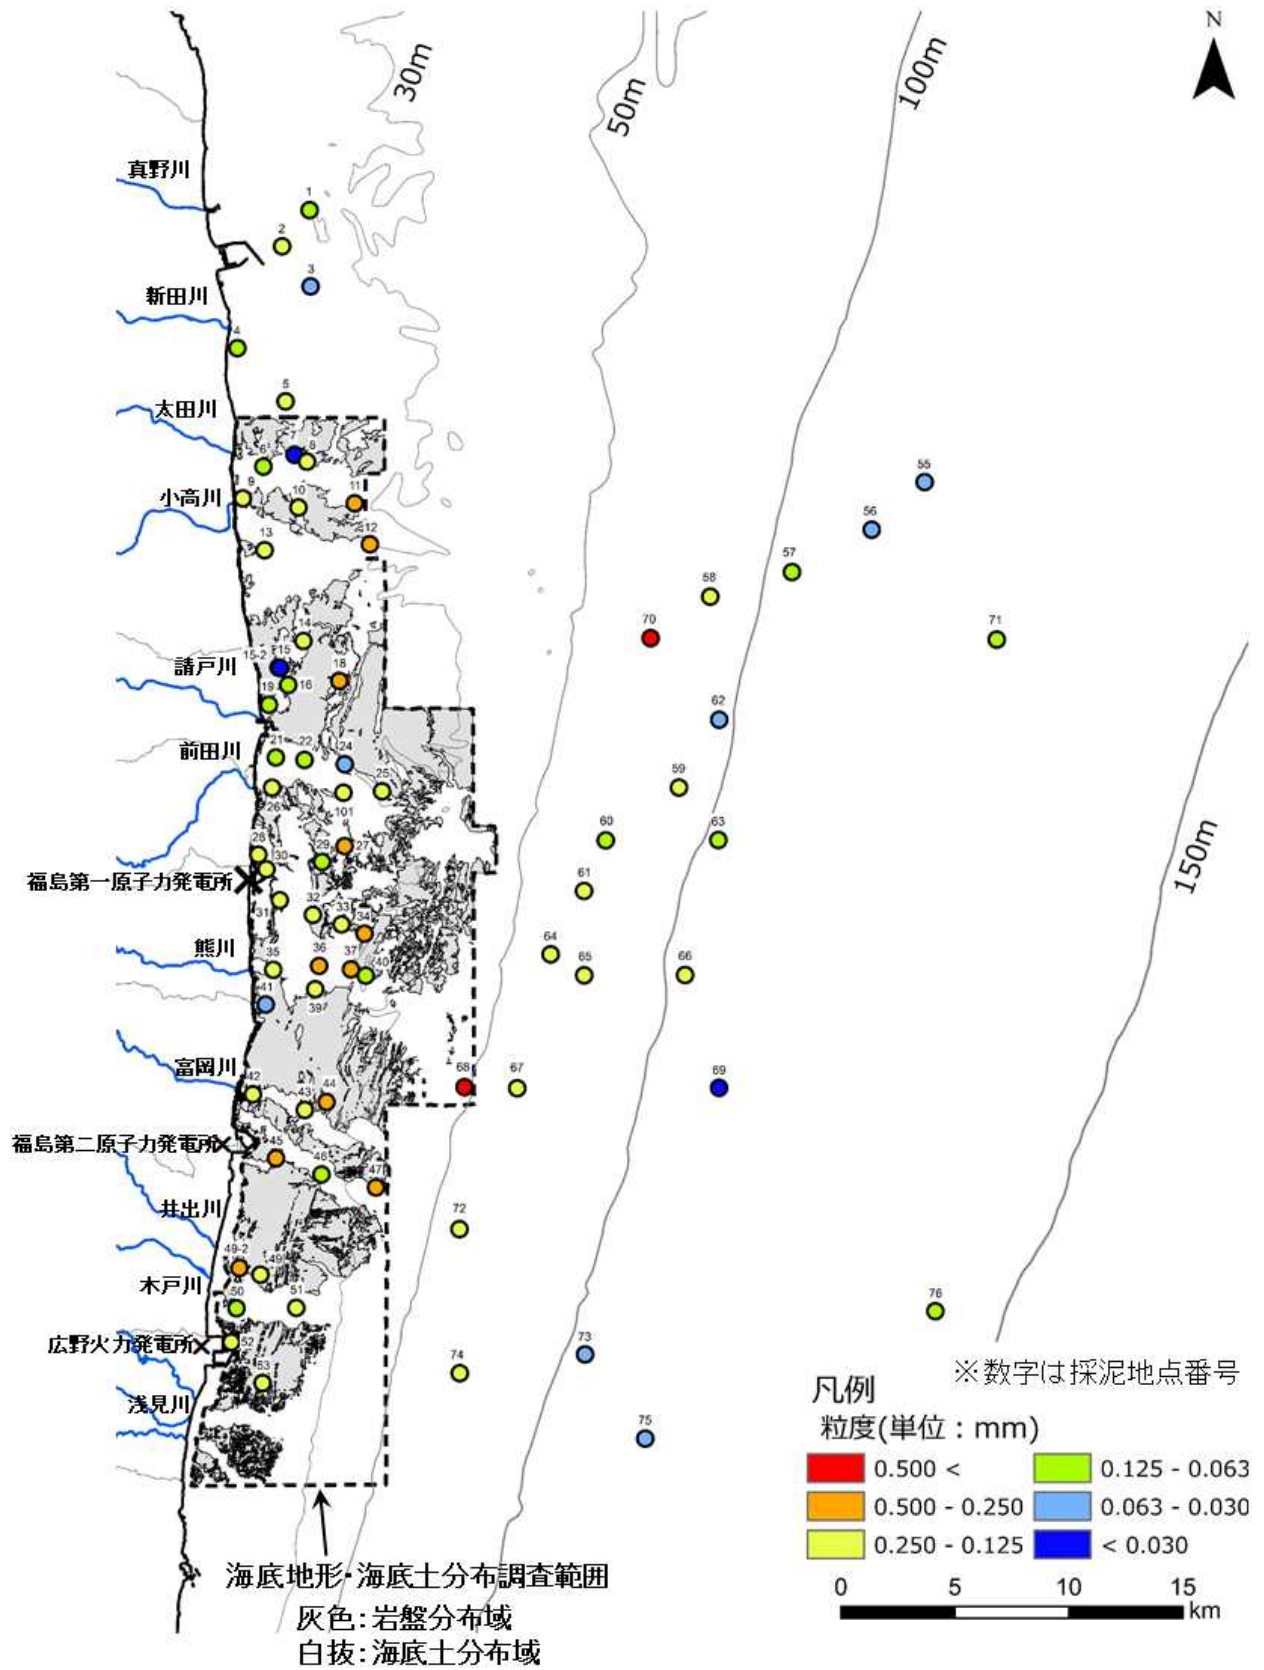 N
30m
50m
100m
真野川
1
2
3
新田川
4
5
太田川
6
7
8
小高川
9
10
11
12
13
55
56
57
58
70
71
14
15-2
15
請戸川
16
18
19
62
前田川
21
22
24
25
26
101
59
60
63
150m
28
29
27
30
福島第一原子力発電所
61
31
32
33
34
熊川
35
36
37
40
39
41
64
65
66
富岡川
42
43
44
68
67
69
福島第二原子力発電所
45
46
47
井出川
72
49-2
49
木戸川
50
51
76
広野火力発電所
52
53
浅見川
73
74
75
※数字は採泥地点番号
凡例
粒度(単位：mm)
0.500 <
0.125 - 0.063
0.500 - 0.250
0.063 - 0.030
0.250 - 0.125
< 0.030
0 5 10 15
km
海底地形・海底土分布調査範囲
灰色：岩盤分布域
白抜：海底土分布域